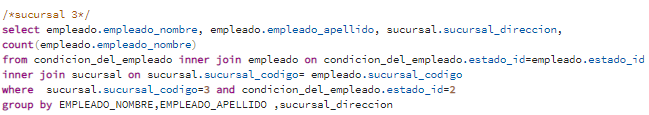 /*sucursal 3*/
select empleado.empleado_nombre, empleado.empleado_apellido, sucursal.sucursal_direccion,
count(empleado.empleado_nombre)
from condicion_del_empleado inner join empleado on condicion_del_empleado.estado_id=empleado.estado_id
inner join sucursal on sucursal.sucursal_codigo= empleado.sucursal_codigo
where  sucursal.sucursal_codigo=3 and condicion_del_empleado.estado_id=2
group by EMPLEADO_NOMBRE,EMPLEADO_APELLIDO ,sucursal_direccion